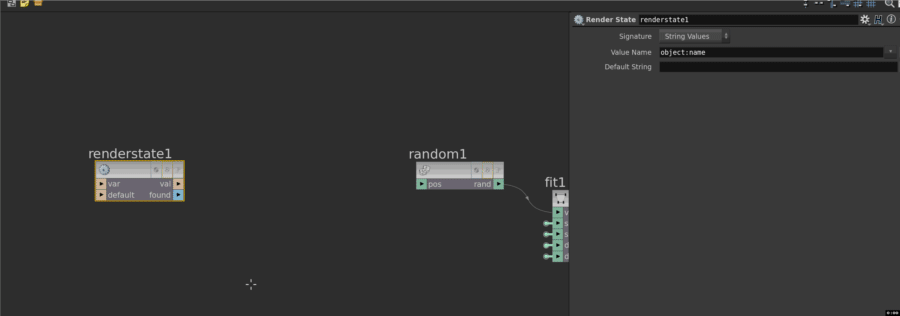 Render State renderstate1
Signature String Values
Value Name object:name
Default String
renderstate1
var val
default found
random1
pos rand
fit1
v
s
s
d
d